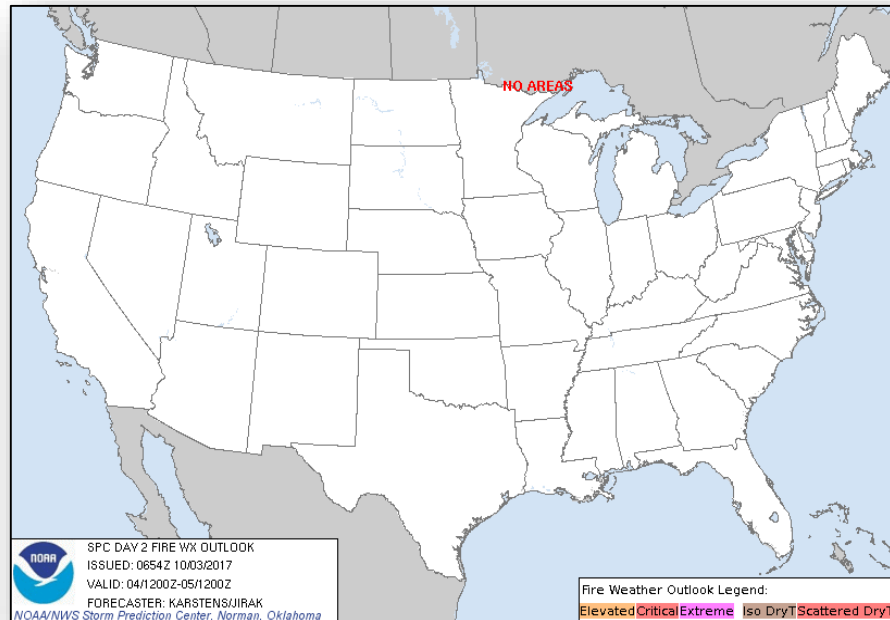 NO AREAS
NOAA
SPC DAY 2 FIRE WX OUTLOOK
ISSUED: 0654Z 10/03/2017
VALID: 04/1200Z-05/1200Z
FORECASTER: KARSTENS/JIRAK
NOAA/NWS Storm Prediction Center, Norman, Oklahoma
Fire Weather Outlook Legend:
Elevated Critical Extreme Iso DryT Scattered DryT